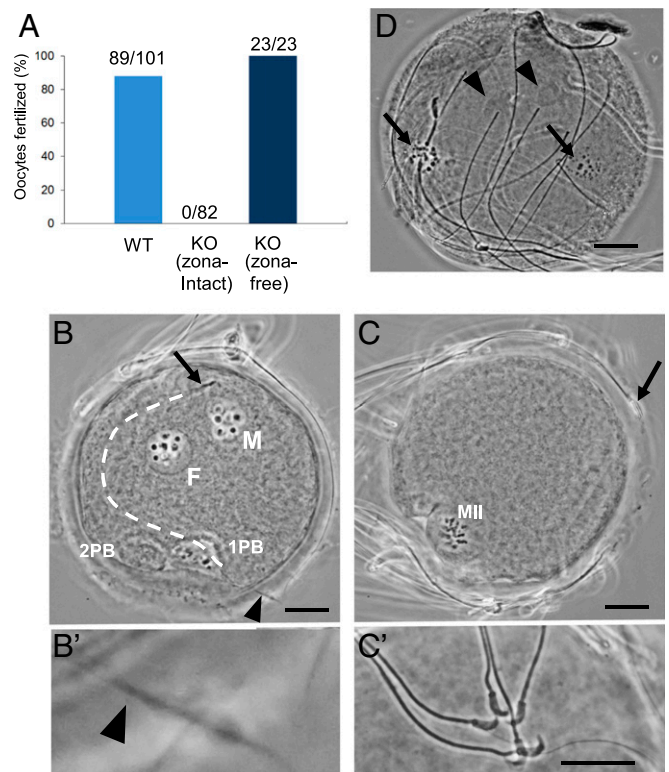 A
Oocytes fertilized (%)
100
80
60
40
20
0
89/101
0/82
23/23
WT
KO
(zona-
Intact)
KO
(zona-
free)
D
B
M
F
2PB
1PB
C
MII
B'
C'